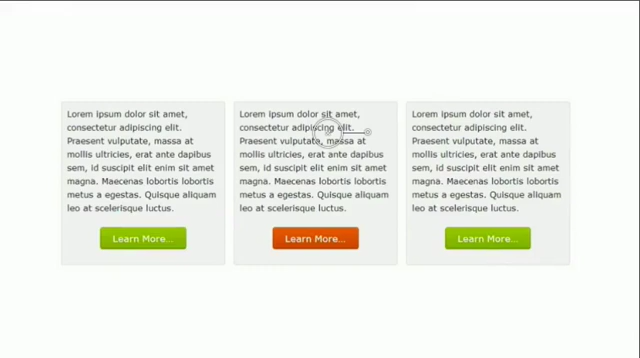 Lorem ipsum dolor sit amet,
consectetur adipiscing elit.
Praesent vulputate, massa at
mollis ultricies, erat ante dapibus
sem, id suscipit elit enim sit amet
magna. Maecenas lobortis lobortis
metus a egestas. Quisque aliquam
leo at scelerisque luctus.
Learn More...
Lorem ipsum dolor sit amet,
consectetur adipiscing elit.
Praesent vulputate, massa at
mollis ultricies, erat ante dapibus
sem, id suscipit elit enim sit amet
magna. Maecenas lobortis lobortis
metus a egestas. Quisque aliquam
leo at scelerisque luctus.
Learn More...
Lorem ipsum dolor sit amet,
consectetur adipiscing elit.
Praesent vulputate, massa at
mollis ultricies, erat ante dapibus
sem, id suscipit elit enim sit amet
magna. Maecenas lobortis lobortis
metus a egestas. Quisque aliquam
leo at scelerisque luctus.
Learn More...